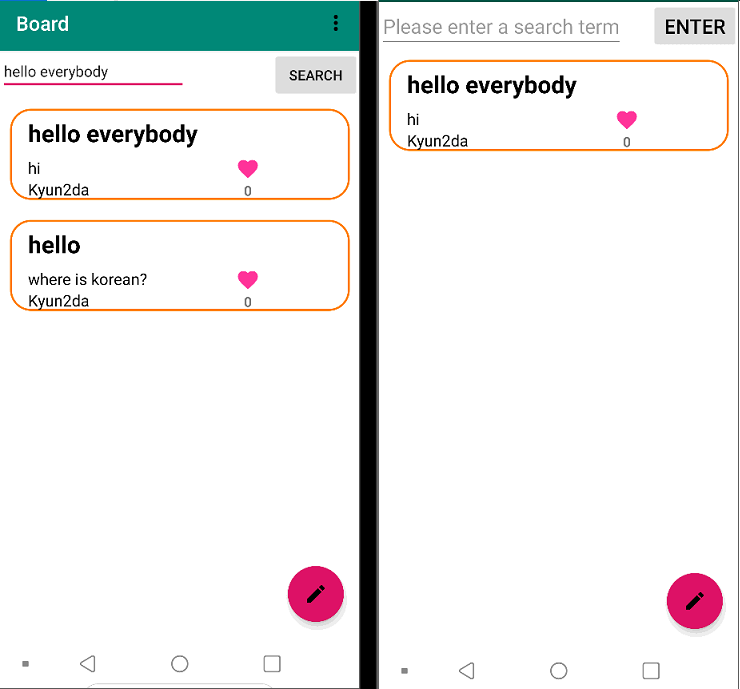 Board
hello everybody
SEARCH
hello everybody
hi
Kyun2da
0
hello
where is korean?
Kyun2da
0
Please enter a search term
ENTER
hello everybody
hi
Kyun2da
0